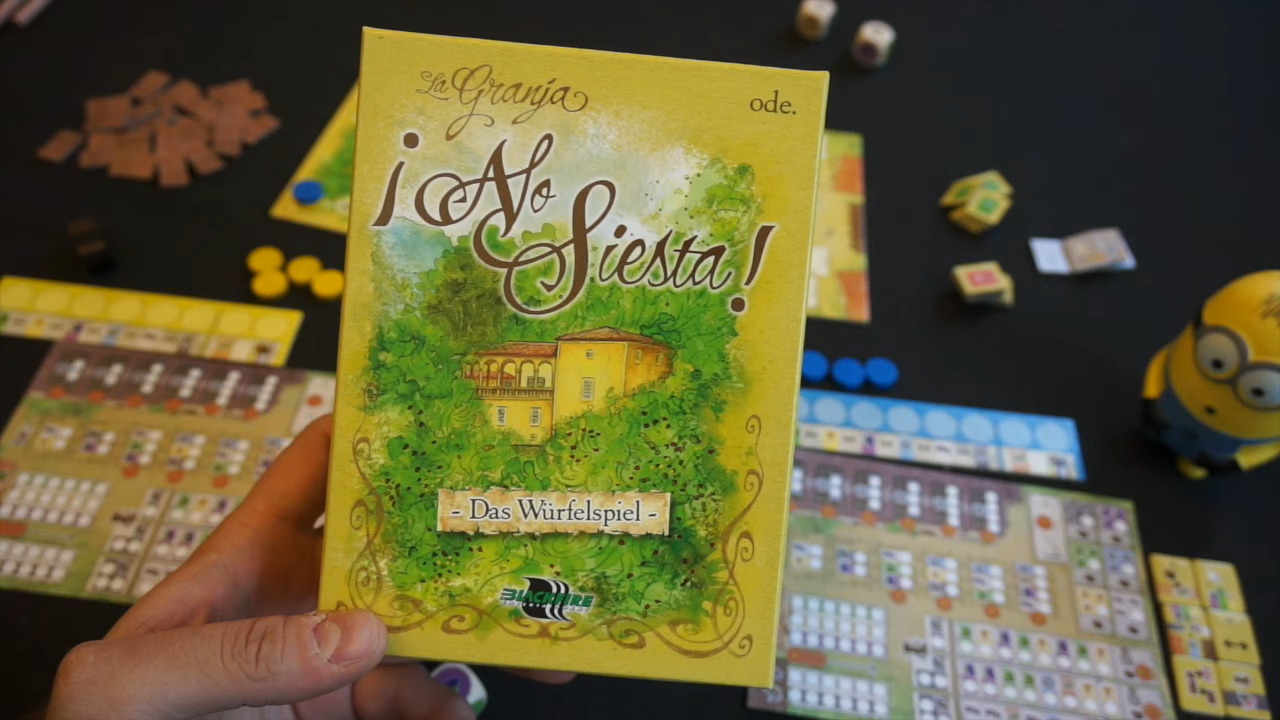 La Granja
ode.
¡No
Siesta!
- Das Würfelspiel -
BLACKFIRE